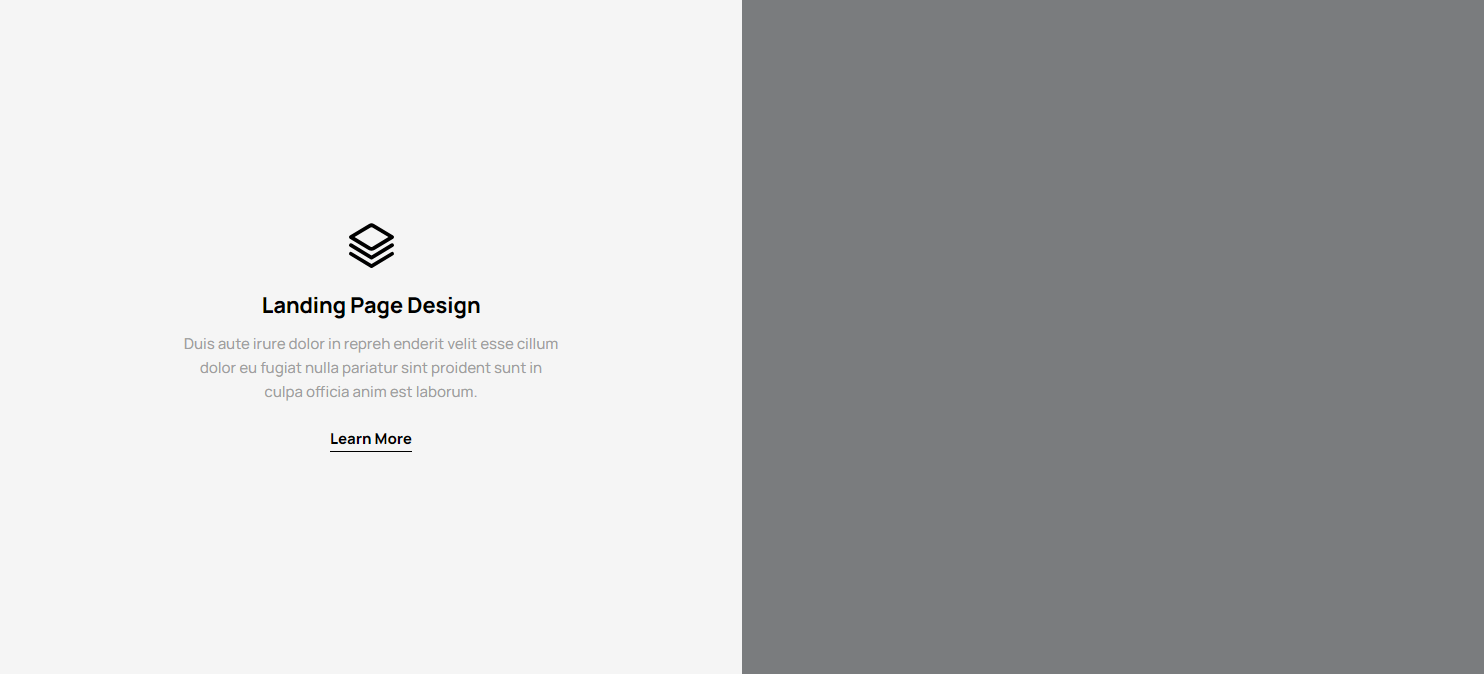 Landing Page Design
Duis aute irure dolor in repreh enderit velit esse cillum
dolor eu fugiat nulla pariatur sint proident sunt in
culpa officia anim est laborum.
Learn More